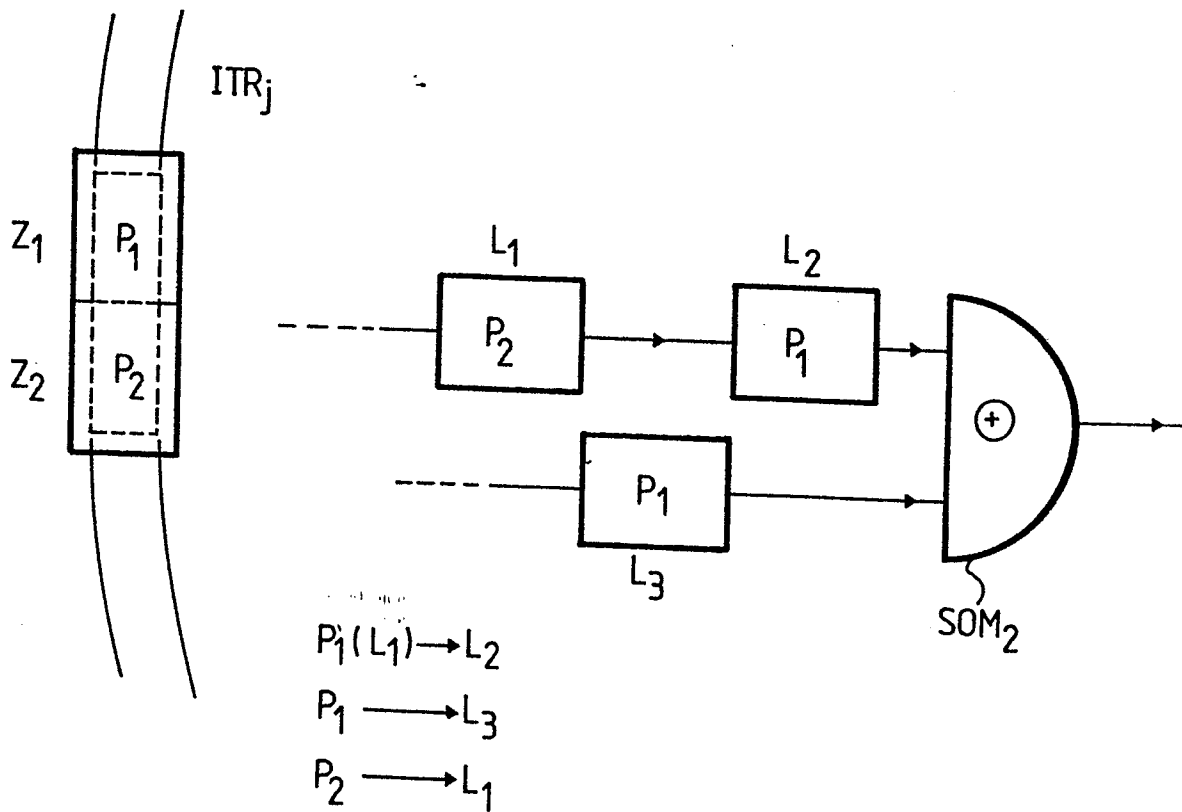 ITRj
Z1
P1
Z2
P2
L1
P2
L2
P1
+
P1
L3
SOM2
P1(L1) → L2
P1 → L3
P2 → L1